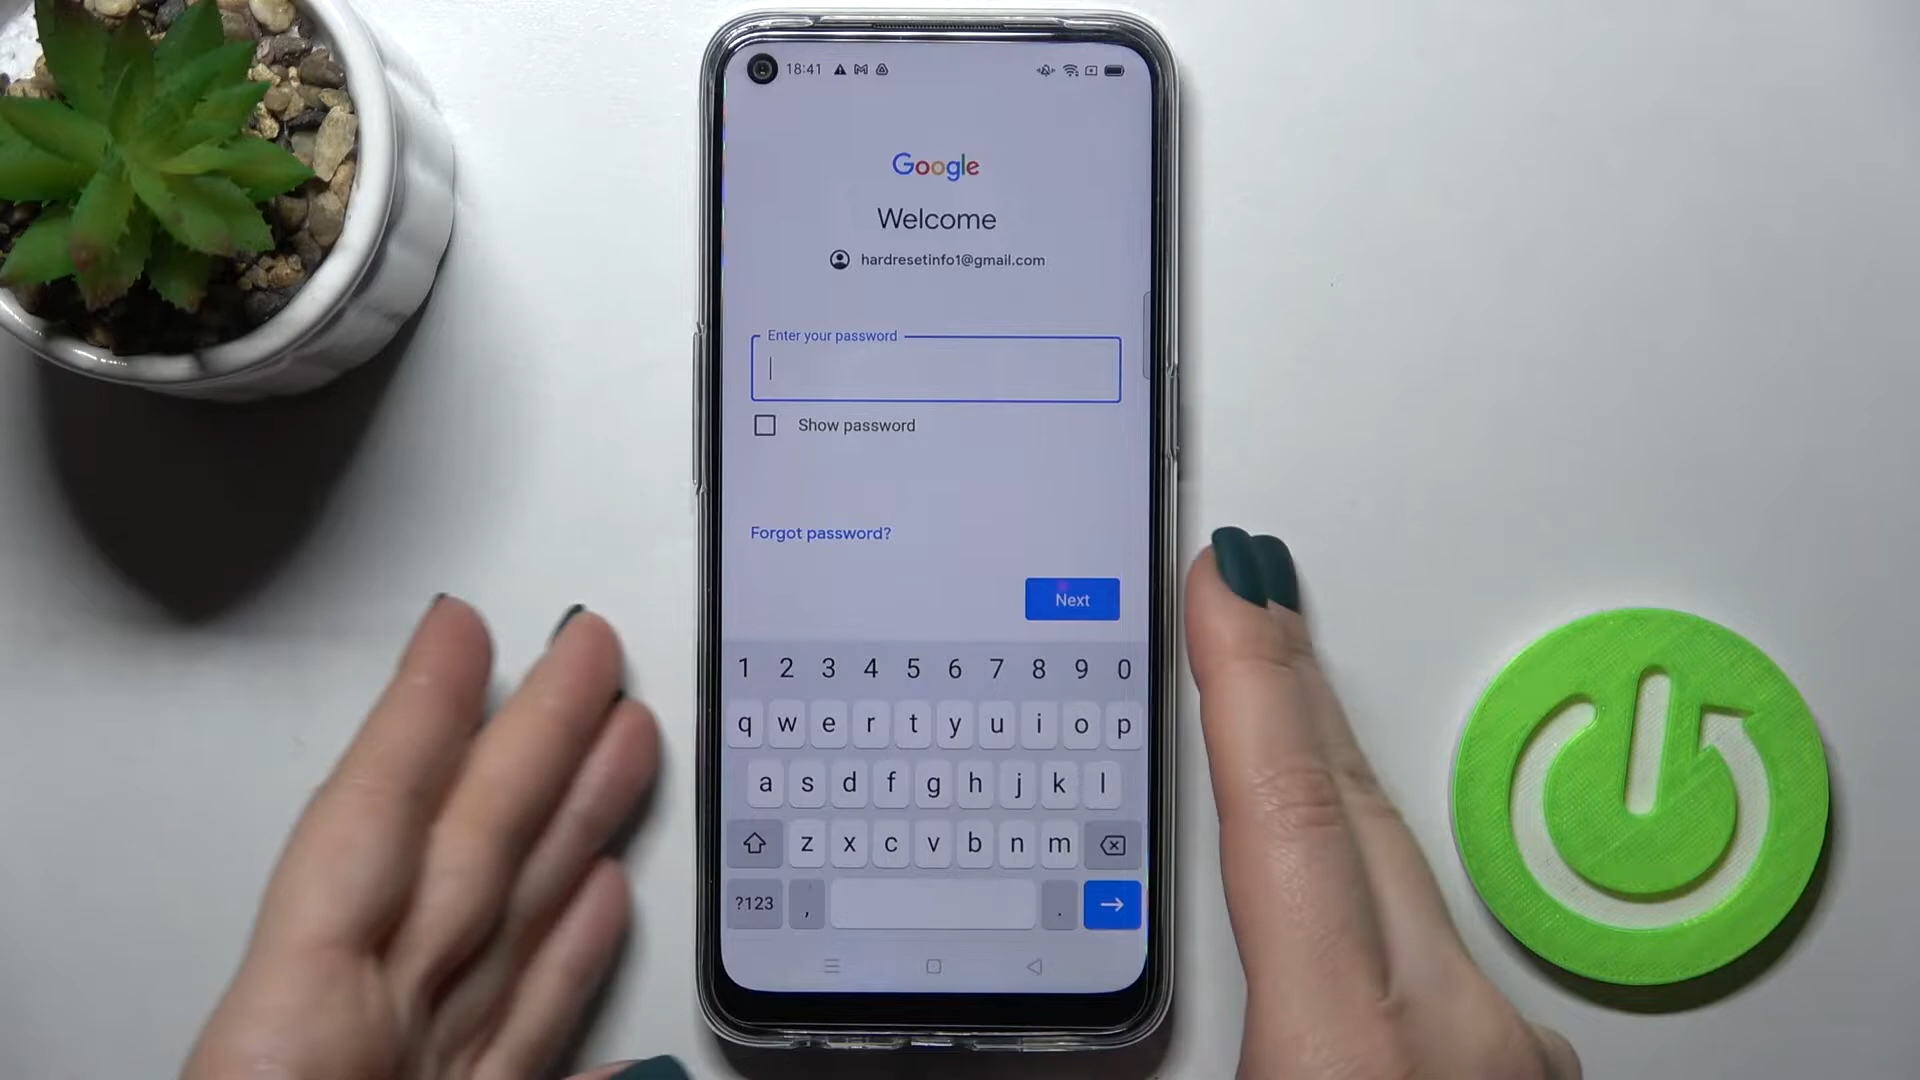 18:41
Google
Welcome
hardresetinfo1@gmail.com
Enter your password
Show password
Forgot password?
Next
1 2 3 4 5 6 7 8 9 0
q w e r t y u i o p
a s d f g h j k l
z x c v b n m
?123 , .